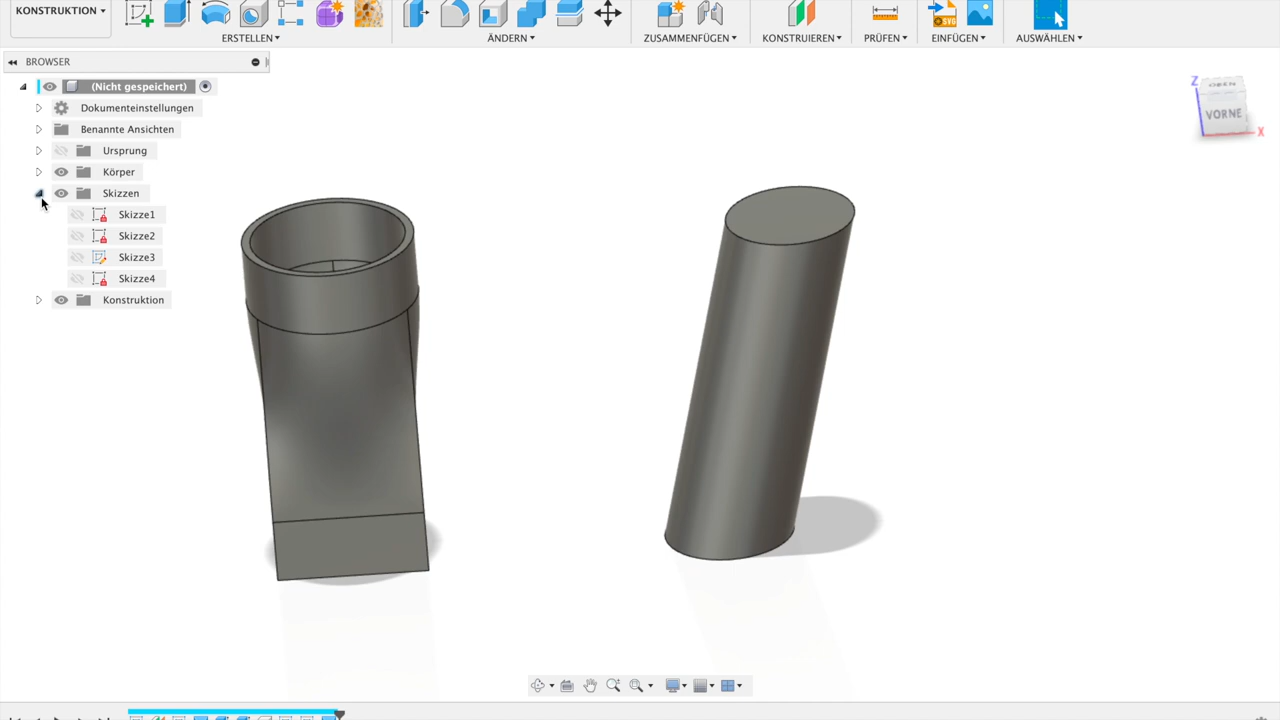 KONSTRUKTION
ERSTELLEN
ÄNDERN
ZUSAMMENFÜGEN
KONSTRUIEREN
PRÜFEN
EINFÜGEN
SVG
AUSWÄHLEN
BROWSER
(Nicht gespeichert)
Dokumenteinstellungen
Benannte Ansichten
Ursprung
Körper
Skizzen
Skizze1
Skizze2
Skizze3
Skizze4
Konstruktion
Z
OBEN
VORNE
X